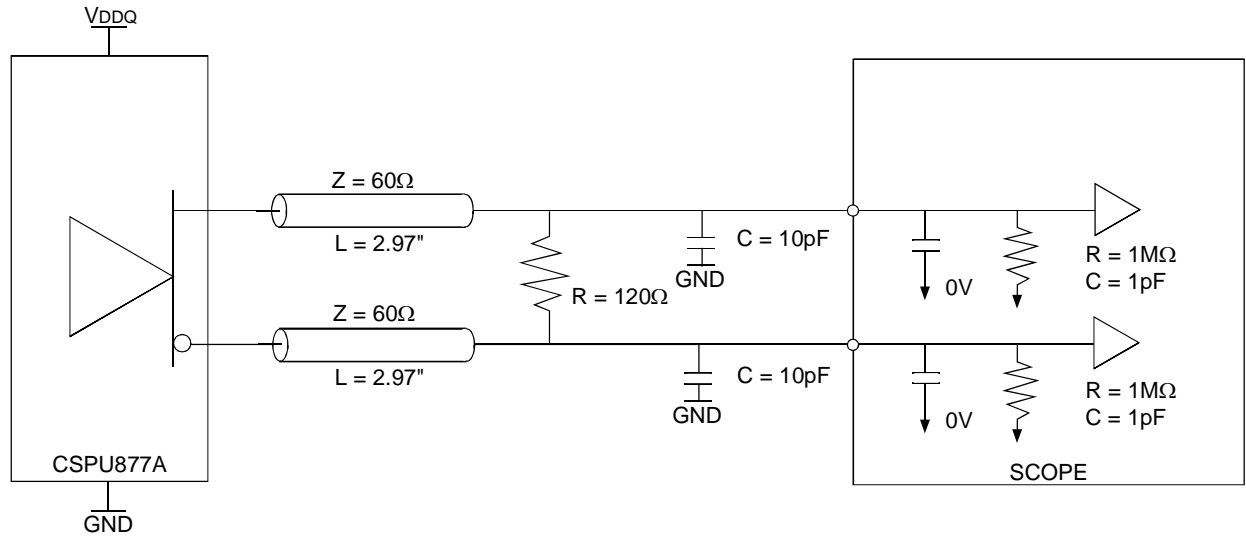 VDDQ
Z = 60Ω
L = 2.97"
C = 10pF
GND
R = 120Ω
0V
R = 1MΩ
C = 1pF
Z = 60Ω
L = 2.97"
C = 10pF
GND
0V
R = 1MΩ
C = 1pF
CSPU877A
SCOPE
GND